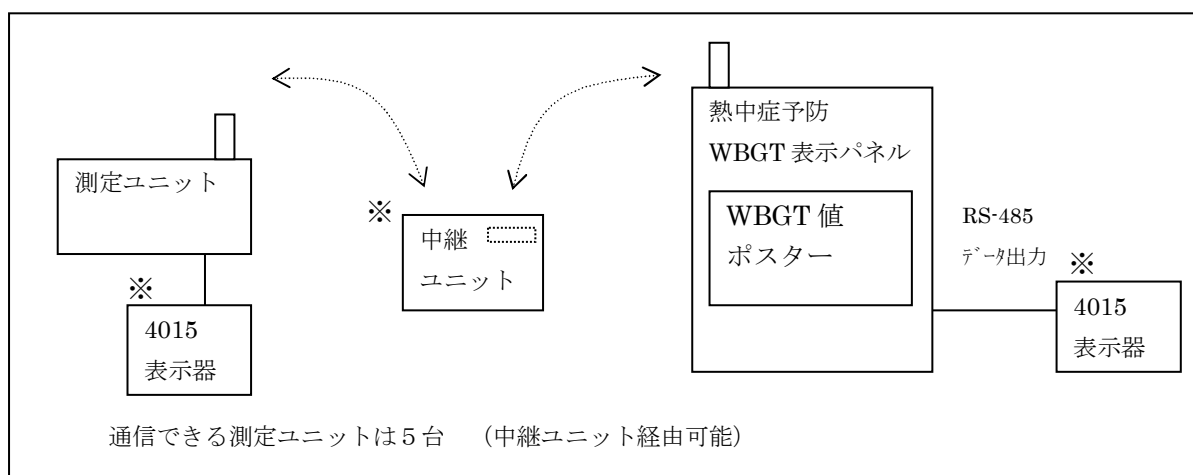 測定ユニット
※
4015
表示器
※
中継
ユニット
熱中症予防
WBGT 表示パネル
WBGT 値
ポスター
RS-485
ﾃﾞｰﾀ出力
※
4015
表示器
通信できる測定ユニットは５台　（中継ユニット経由可能）